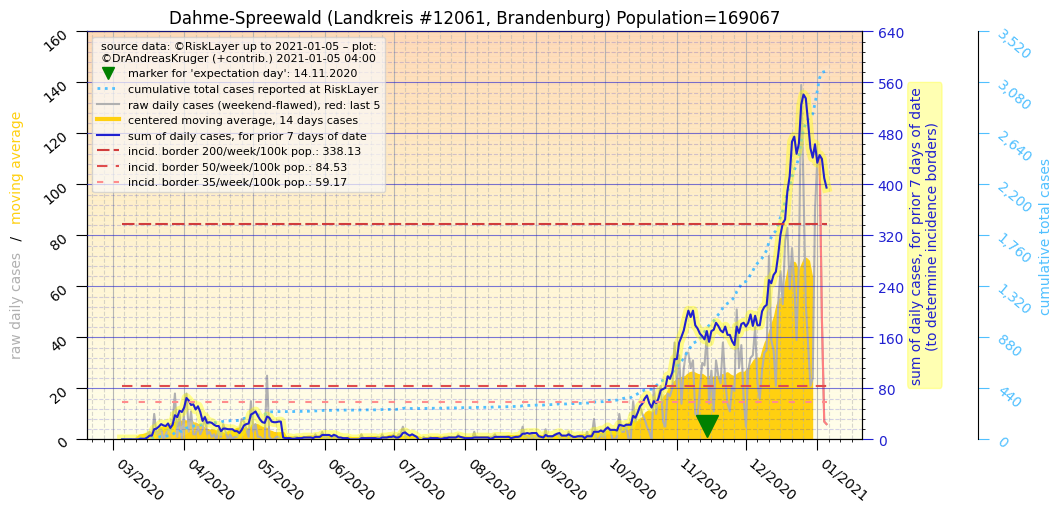 Dahme-Spreewald (Landkreis #12061, Brandenburg) Population=169067
source data: ©RiskLayer up to 2021-01-05 – plot:
©DrAndreasKruger (+contrib.) 2021-01-05 04:00
marker for 'expectation day': 14.11.2020
cumulative total cases reported at RiskLayer
raw daily cases (weekend-flawed), red: last 5
centered moving average, 14 days cases
sum of daily cases, for prior 7 days of date
incid. border 200/week/100k pop.: 338.13
incid. border 50/week/100k pop.: 84.53
incid. border 35/week/100k pop.: 59.17
raw daily cases / moving average
160
140
120
100
80
60
40
20
0
03/2020
04/2020
05/2020
06/2020
07/2020
08/2020
09/2020
10/2020
11/2020
12/2020
01/2021
640
560
480
400
320
240
160
80
0
sum of daily cases, for prior 7 days of date
(to determine incidence borders)
3,520
3,080
2,640
2,200
1,760
1,320
880
440
0
cumulative total cases